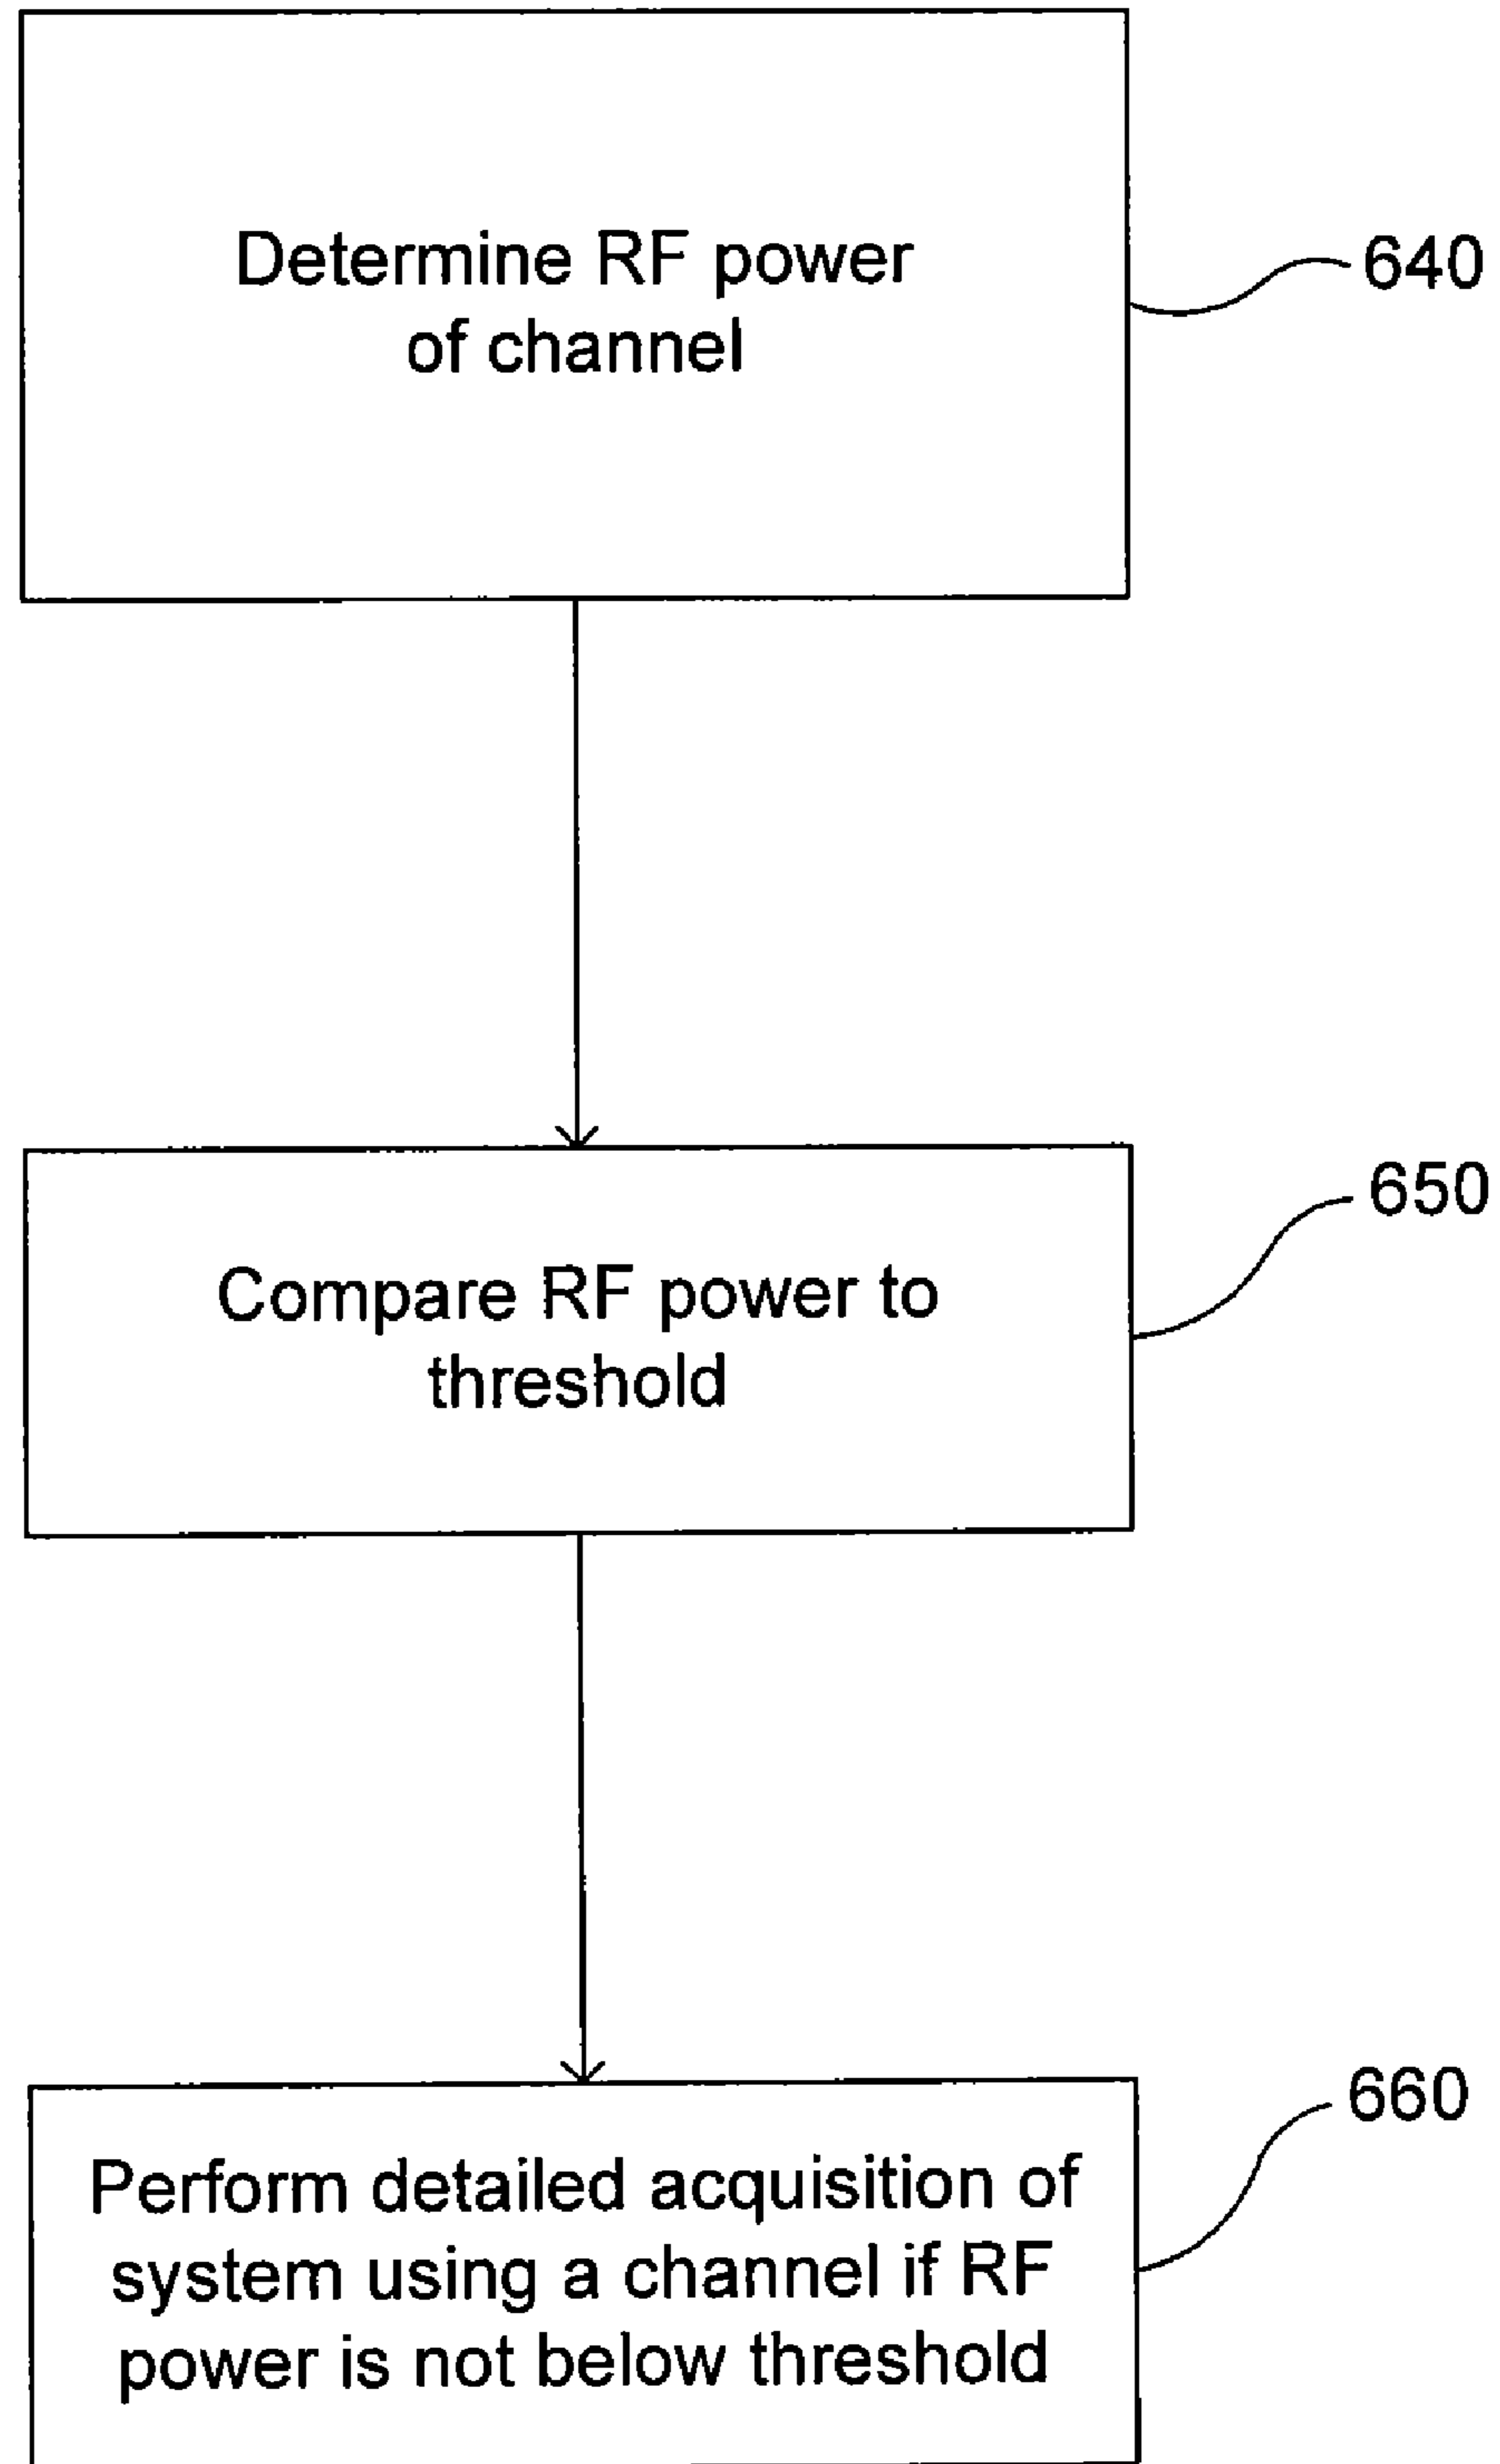 Determine RF power
of channel
640
Compare RF power to
threshold
650
Perform detailed acquisition of
system using a channel if RF
power is not below threshold
660